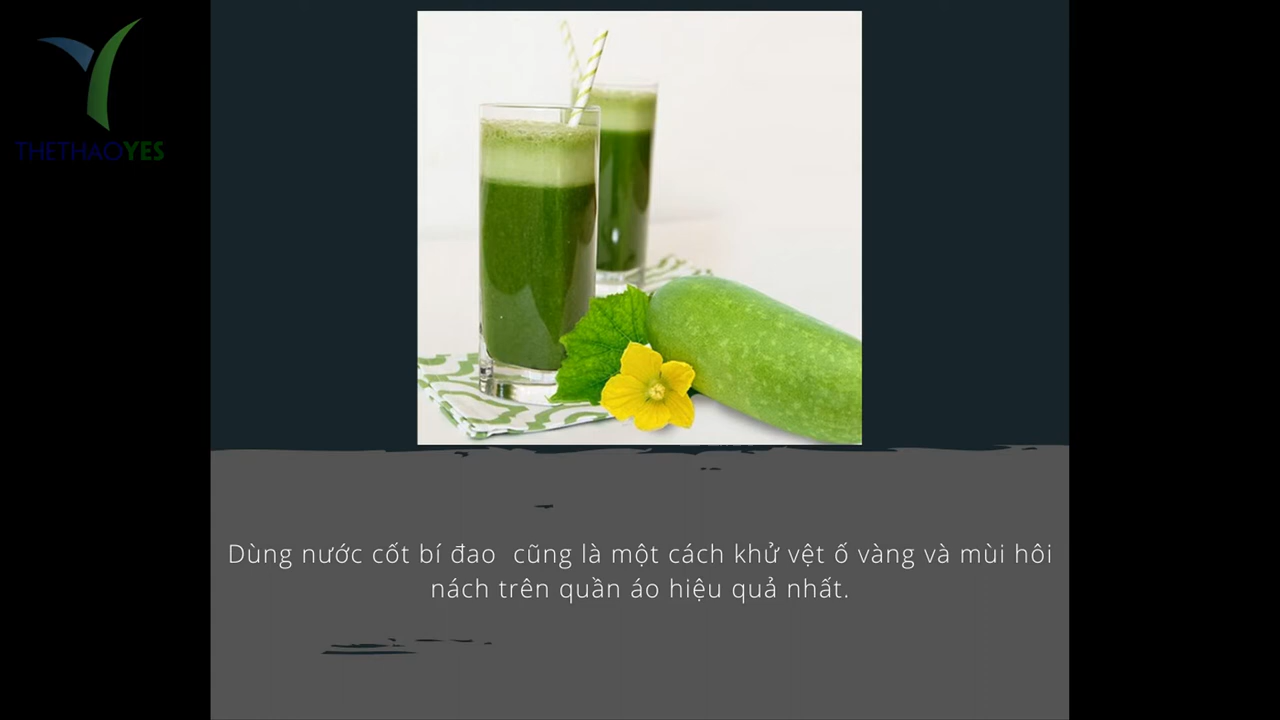 THETHAOYES
Dùng nước cốt bí đao cũng là một cách khử vệt ố vàng và mùi hôi
nách trên quần áo hiệu quả nhất.